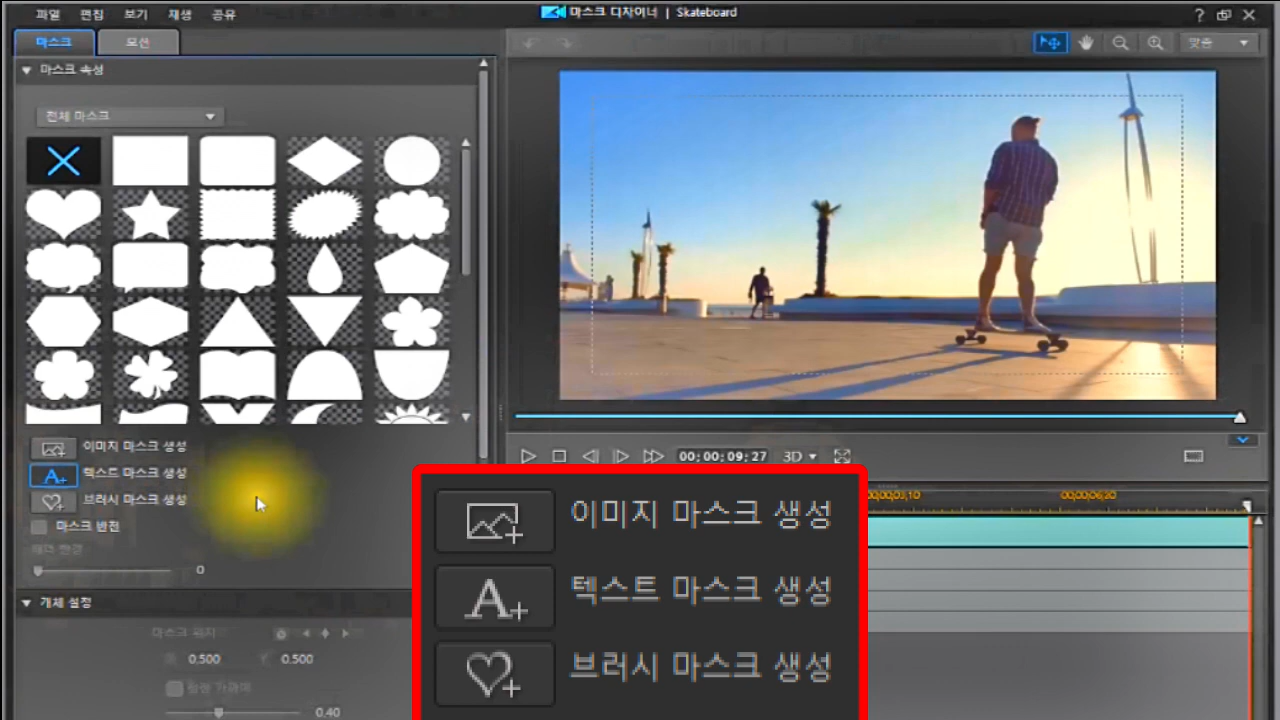 파일 편집 보기 재생 공유
마스크 디자이너 | Skateboard
마스크 모션
맞춤
마스크 속성
전체 마스크
이미지 마스크 생성
텍스트 마스크 생성
브러시 마스크 생성
마스크 반전
0
개체 설정
마스크 위치
X 0.500 Y 0.500
0.40
00;00;09;27 3D
00;00;03;10 00;00;06;20
이미지 마스크 생성
텍스트 마스크 생성
브러시 마스크 생성